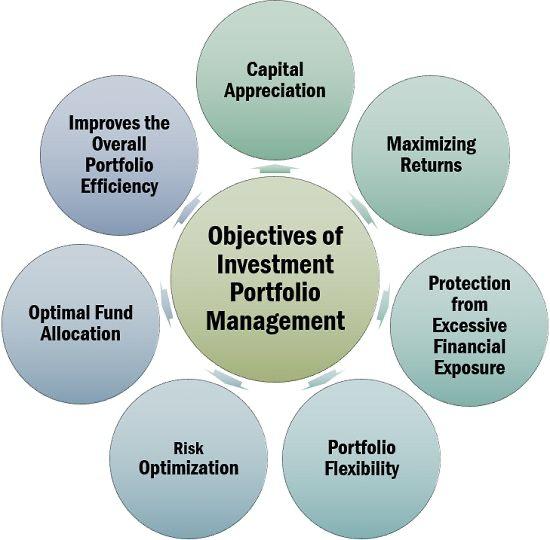 Capital
Appreciation
Maximizing
Returns
Protection
from
Excessive
Financial
Exposure
Portfolio
Flexibility
Risk
Optimization
Optimal Fund
Allocation
Improves the
Overall
Portfolio
Efficiency
Objectives of
Investment
Portfolio
Management